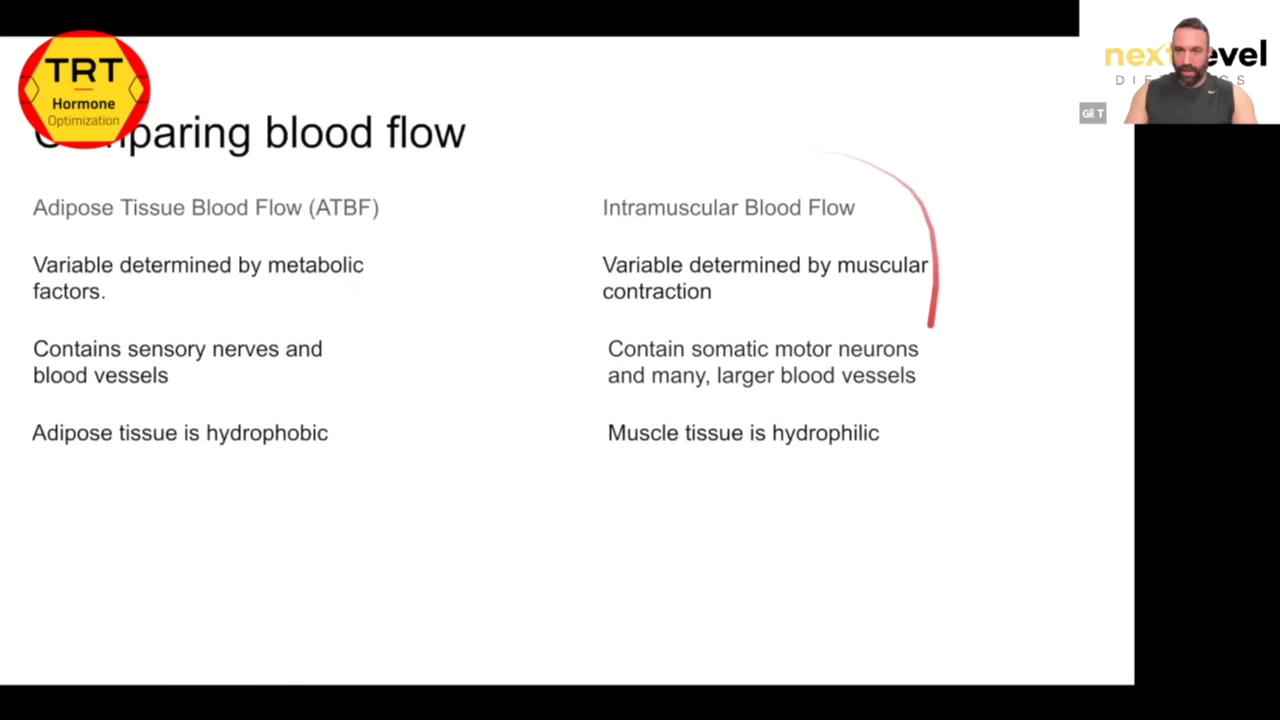 TRT
Hormone
Optimization
Comparing blood flow
Adipose Tissue Blood Flow (ATBF)
Variable determined by metabolic
factors.
Contains sensory nerves and
blood vessels
Adipose tissue is hydrophobic
Intramuscular Blood Flow
Variable determined by muscular
contraction
Contain somatic motor neurons
and many, larger blood vessels
Muscle tissue is hydrophilic
Gil T